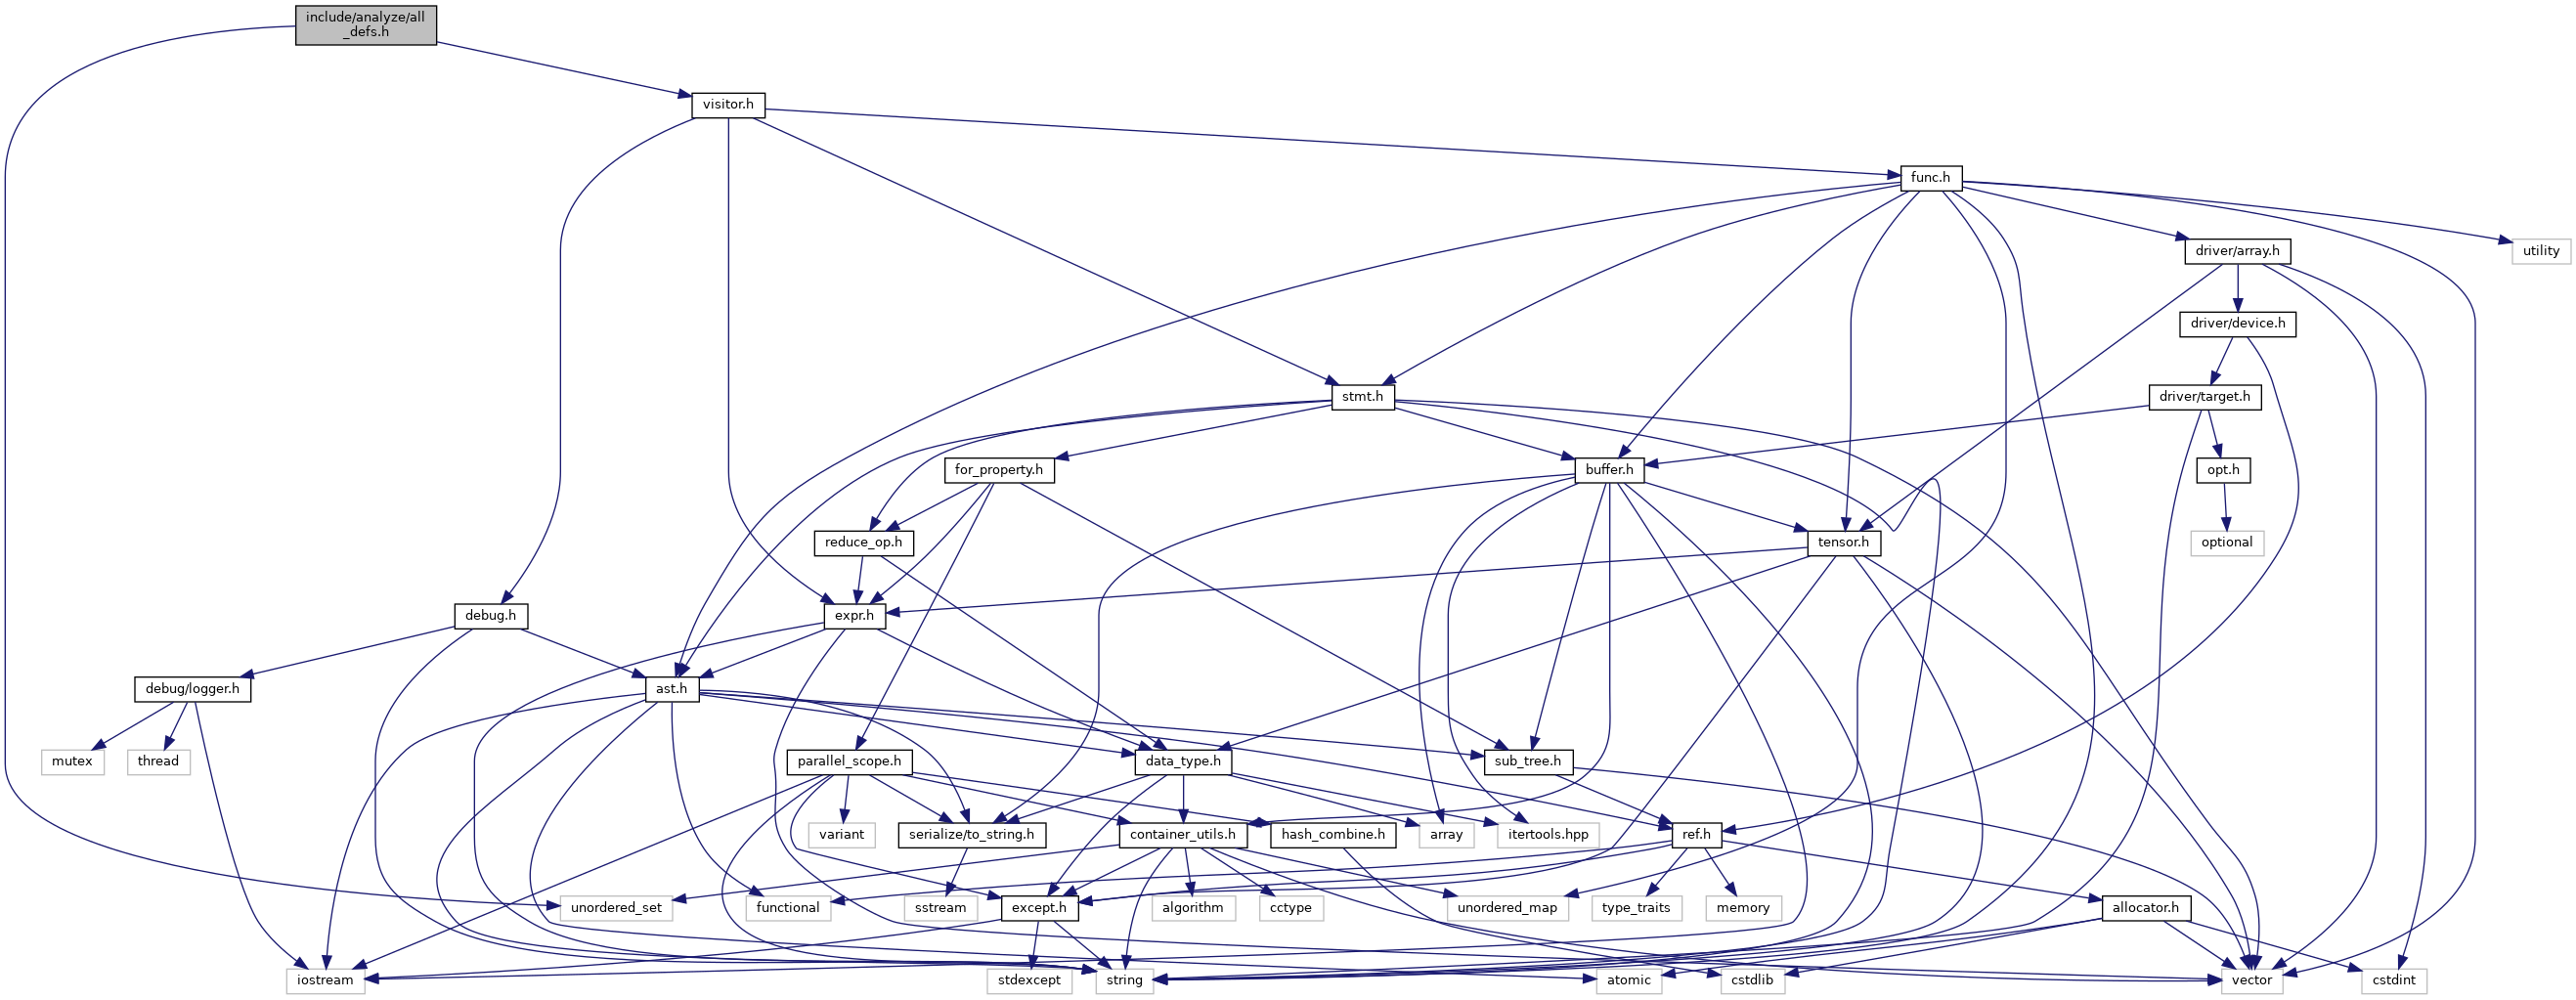 include/analyze/all
_defs.h
visitor.h
func.h
driver/array.h
utility
driver/device.h
stmt.h
driver/target.h
for_property.h
buffer.h
opt.h
reduce_op.h
tensor.h
optional
debug.h
expr.h
debug/logger.h
ast.h
mutex
thread
parallel_scope.h
data_type.h
sub_tree.h
variant
serialize/to_string.h
container_utils.h
hash_combine.h
array
itertools.hpp
ref.h
unordered_set
functional
sstream
except.h
algorithm
cctype
unordered_map
type_traits
memory
allocator.h
iostream
stdexcept
string
atomic
cstdlib
vector
cstdint